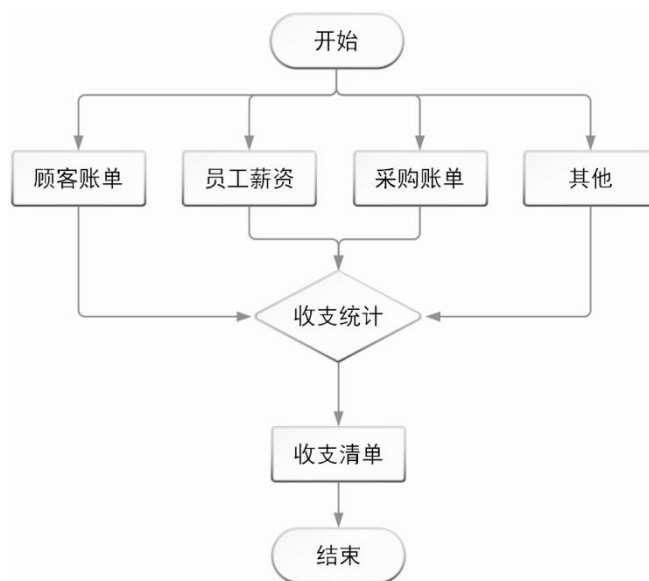 开始
顾客账单
员工薪资
采购账单
其他
收支统计
收支清单
结束